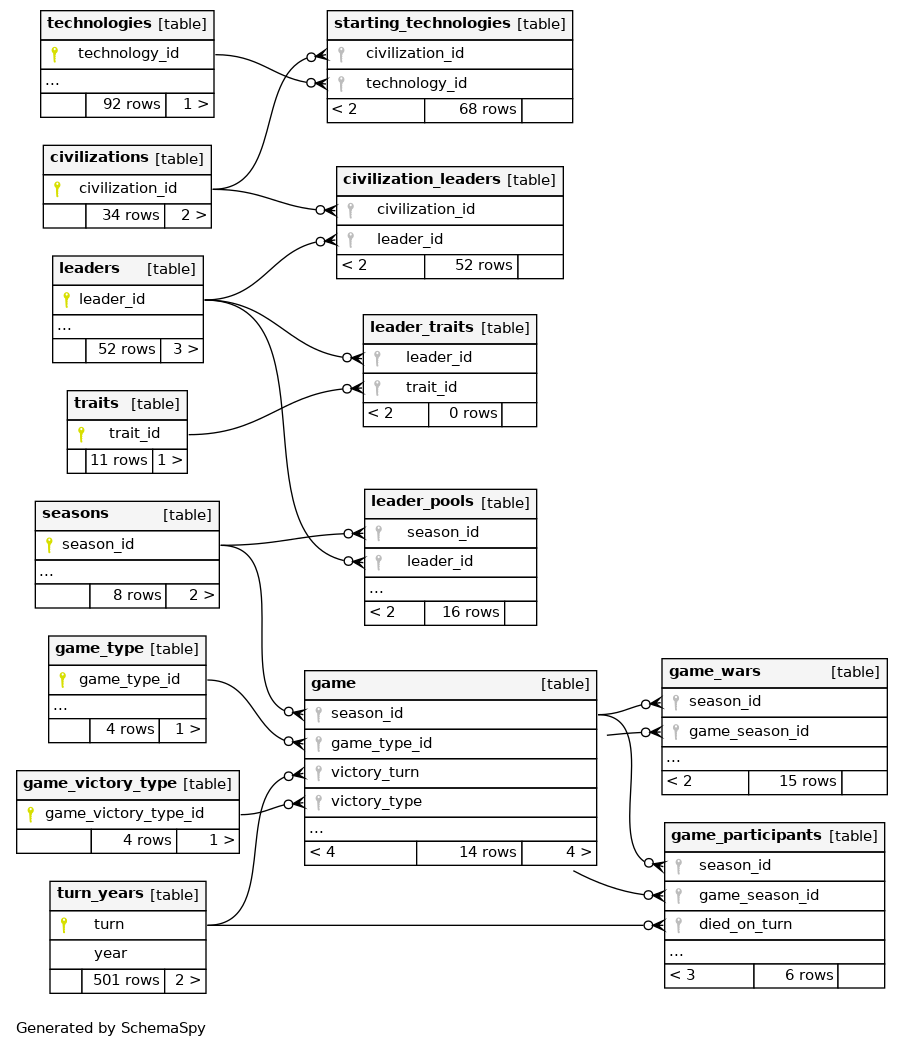 technologies [table]
technology_id
...
92 rows 1 >
starting_technologies [table]
civilization_id
technology_id
< 2 68 rows
civilizations [table]
civilization_id
34 rows 2 >
civilization_leaders [table]
civilization_id
leader_id
< 2 52 rows
leaders [table]
leader_id
...
52 rows 3 >
leader_traits [table]
leader_id
trait_id
< 2 0 rows
traits [table]
trait_id
11 rows 1 >
seasons [table]
season_id
...
8 rows 2 >
leader_pools [table]
season_id
leader_id
...
< 2 16 rows
game_type [table]
game_type_id
...
4 rows 1 >
game [table]
season_id
game_type_id
victory_turn
victory_type
...
< 4 14 rows 4 >
game_wars [table]
season_id
game_season_id
...
< 2 15 rows
game_victory_type [table]
game_victory_type_id
4 rows 1 >
game_participants [table]
season_id
game_season_id
died_on_turn
...
< 3 6 rows
turn_years [table]
turn
year
501 rows 2 >
Generated by SchemaSpy